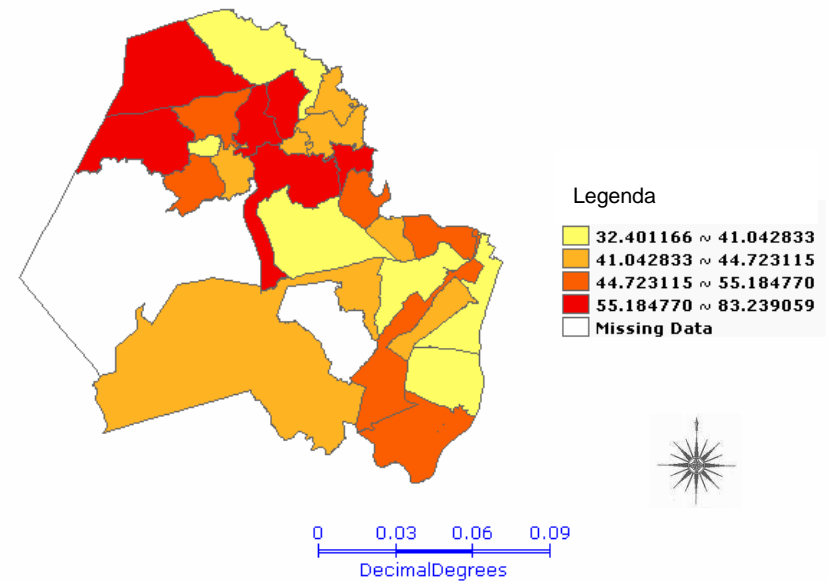 Legenda
32.401166 ~ 41.042833
41.042833 ~ 44.723115
44.723115 ~ 55.184770
55.184770 ~ 83.239059
Missing Data
0 0.03 0.06 0.09
DecimalDegrees